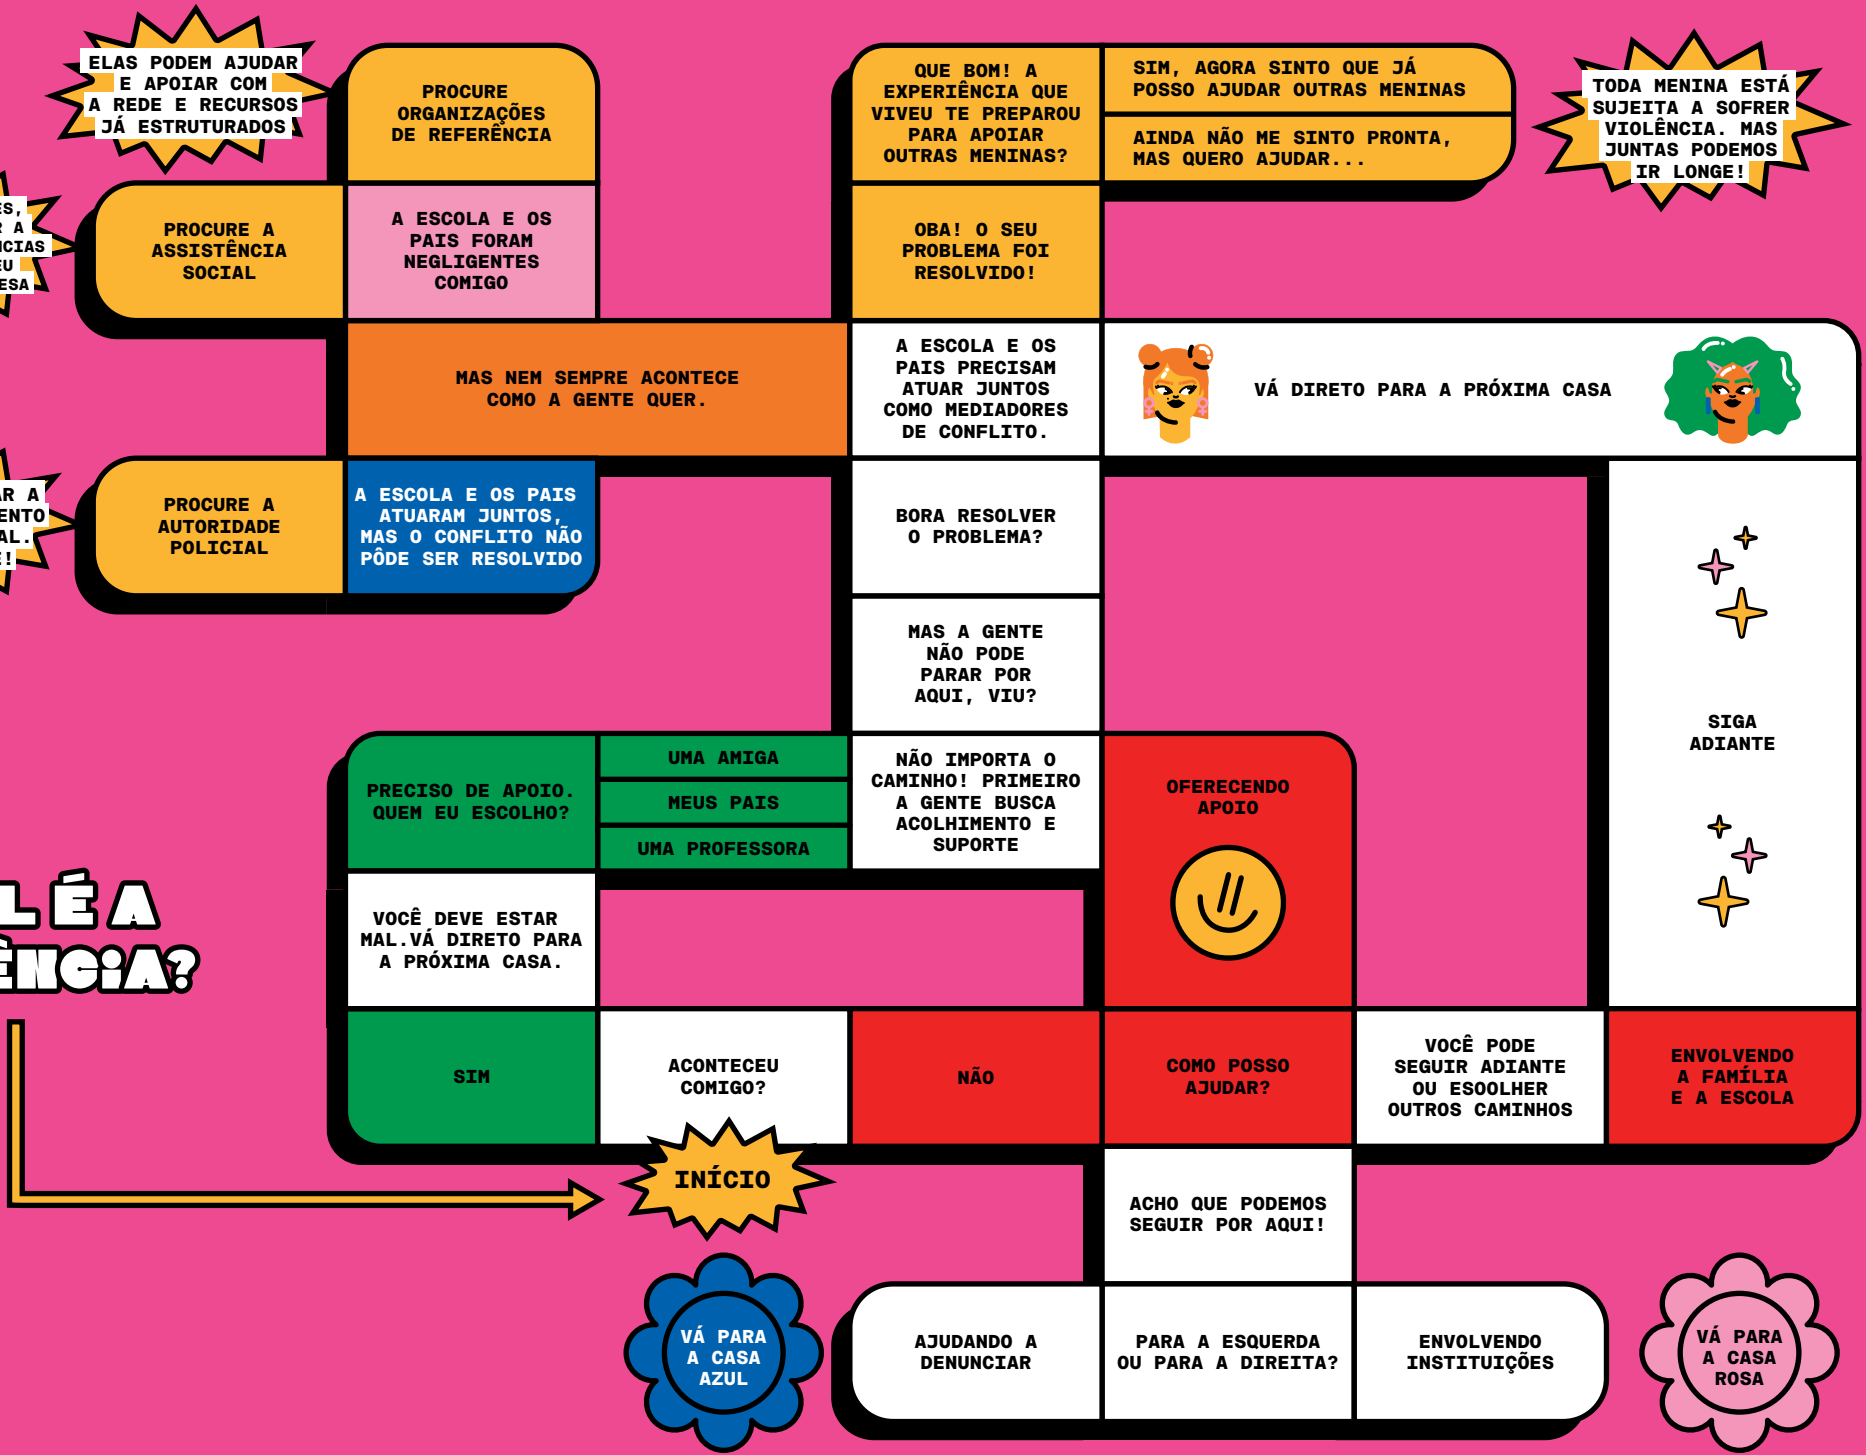 ELAS PODEM AJUDAR
E APOIAR COM
A REDE E RECURSOS
JÁ ESTRUTURADOS
PROCURE
ORGANIZAÇÕES
DE REFERÊNCIA
QUE BOM! A
EXPERIÊNCIA QUE
VIVEU TE PREPAROU
PARA APOIAR
OUTRAS MENINAS?
SIM, AGORA SINTO QUE JÁ
POSSO AJUDAR OUTRAS MENINAS
AINDA NÃO ME SINTO PRONTA,
MAS QUERO AJUDAR...
TODA MENINA ESTÁ
SUJEITA A SOFRER
VIOLÊNCIA. MAS
JUNTAS PODEMOS
IR LONGE!
PROCURE A
ASSISTÊNCIA
SOCIAL
A ESCOLA E OS
PAIS FORAM
NEGLIGENTES
COMIGO
OBA! O SEU
PROBLEMA FOI
RESOLVIDO!
MAS NEM SEMPRE ACONTECE
COMO A GENTE QUER.
A ESCOLA E OS
PAIS PRECISAM
ATUAR JUNTOS
COMO MEDIADORES
DE CONFLITO.
VÁ DIRETO PARA A PRÓXIMA CASA
PROCURE A
AUTORIDADE
POLICIAL
A ESCOLA E OS PAIS
ATUARAM JUNTOS,
MAS O CONFLITO NÃO
PÔDE SER RESOLVIDO
BORA RESOLVER
O PROBLEMA?
MAS A GENTE
NÃO PODE
PARAR POR
AQUI, VIU?
SIGA
ADIANTE
PRECISO DE APOIO.
QUEM EU ESCOLHO?
UMA AMIGA
MEUS PAIS
UMA PROFESSORA
NÃO IMPORTA O
CAMINHO! PRIMEIRO
A GENTE BUSCA
ACOLHIMENTO E
SUPORTE
OFERECENDO
APOIO
L É A
ÊNCIA?
VOCÊ DEVE ESTAR
MAL.VÁ DIRETO PARA
A PRÓXIMA CASA.
SIM
ACONTECEU
COMIGO?
NÃO
COMO POSSO
AJUDAR?
VOCÊ PODE
SEGUIR ADIANTE
OU ESOOLHER
OUTROS CAMINHOS
ENVOLVENDO
A FAMÍLIA
E A ESCOLA
INÍCIO
ACHO QUE PODEMOS
SEGUIR POR AQUI!
VÁ PARA
A CASA
AZUL
AJUDANDO A
DENUNCIAR
PARA A ESQUERDA
OU PARA A DIREITA?
ENVOLVENDO
INSTITUIÇÕES
VÁ PARA
A CASA
ROSA